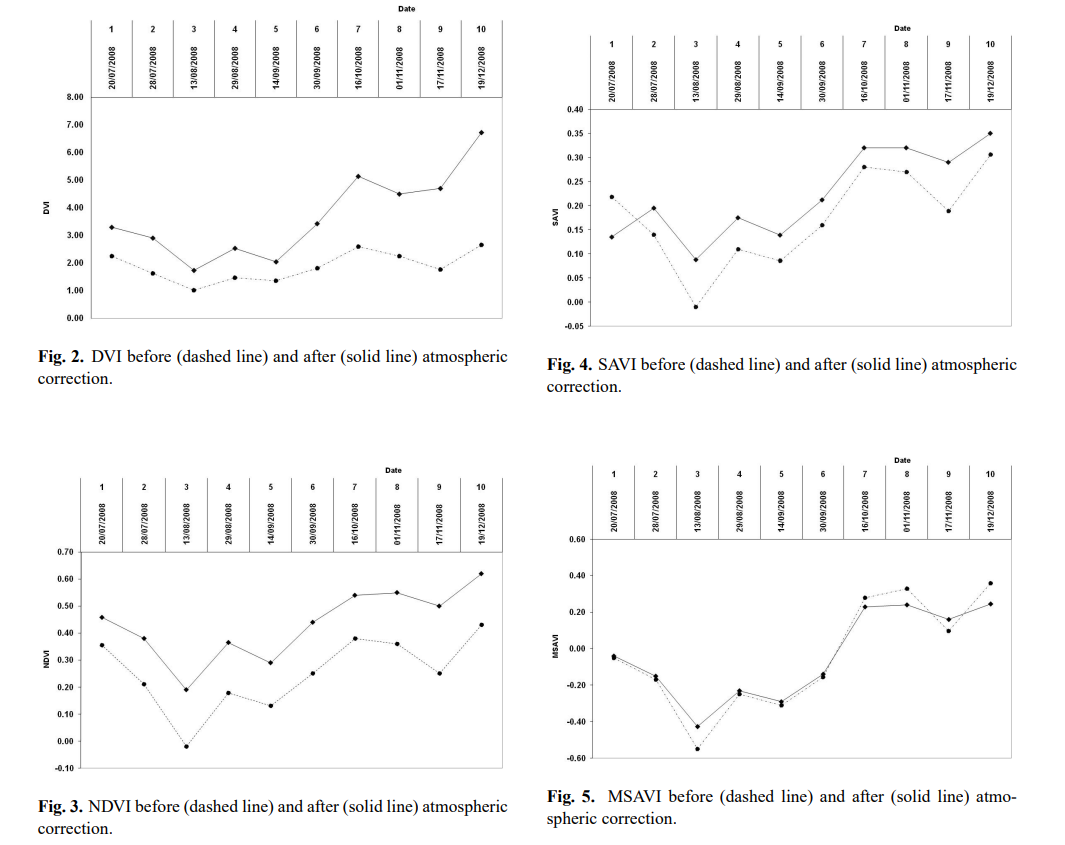 Date
1 2 3 4 5 6 7 8 9 10
20/07/2008 28/07/2008 13/08/2008 29/08/2008 14/09/2008 30/09/2008 16/10/2008 01/11/2008 17/11/2008 19/12/2008
8.00
7.00
6.00
5.00
4.00
3.00
2.00
1.00
0.00
DVI
Fig. 2. DVI before (dashed line) and after (solid line) atmospheric
correction.
Date
1 2 3 4 5 6 7 8 9 10
20/07/2008 28/07/2008 13/08/2008 29/08/2008 14/09/2008 30/09/2008 16/10/2008 01/11/2008 17/11/2008 19/12/2008
0.70
0.60
0.50
0.40
0.30
0.20
0.10
0.00
-0.10
NDVI
Fig. 3. NDVI before (dashed line) and after (solid line) atmospheric
correction.
Date
1 2 3 4 5 6 7 8 9 10
20/07/2008 28/07/2008 13/08/2008 29/08/2008 14/09/2008 30/09/2008 16/10/2008 01/11/2008 17/11/2008 19/12/2008
0.40
0.35
0.30
0.25
0.20
0.15
0.10
0.05
0.00
-0.05
SAVI
Fig. 4. SAVI before (dashed line) and after (solid line) atmospheric
correction.
Date
1 2 3 4 5 6 7 8 9 10
20/07/2008 28/07/2008 13/08/2008 29/08/2008 14/09/2008 30/09/2008 16/10/2008 01/11/2008 17/11/2008 19/12/2008
0.60
0.40
0.20
0.00
-0.20
-0.40
-0.60
MSAVI
Fig. 5. MSAVI before (dashed line) and after (solid line) atmo-
spheric correction.